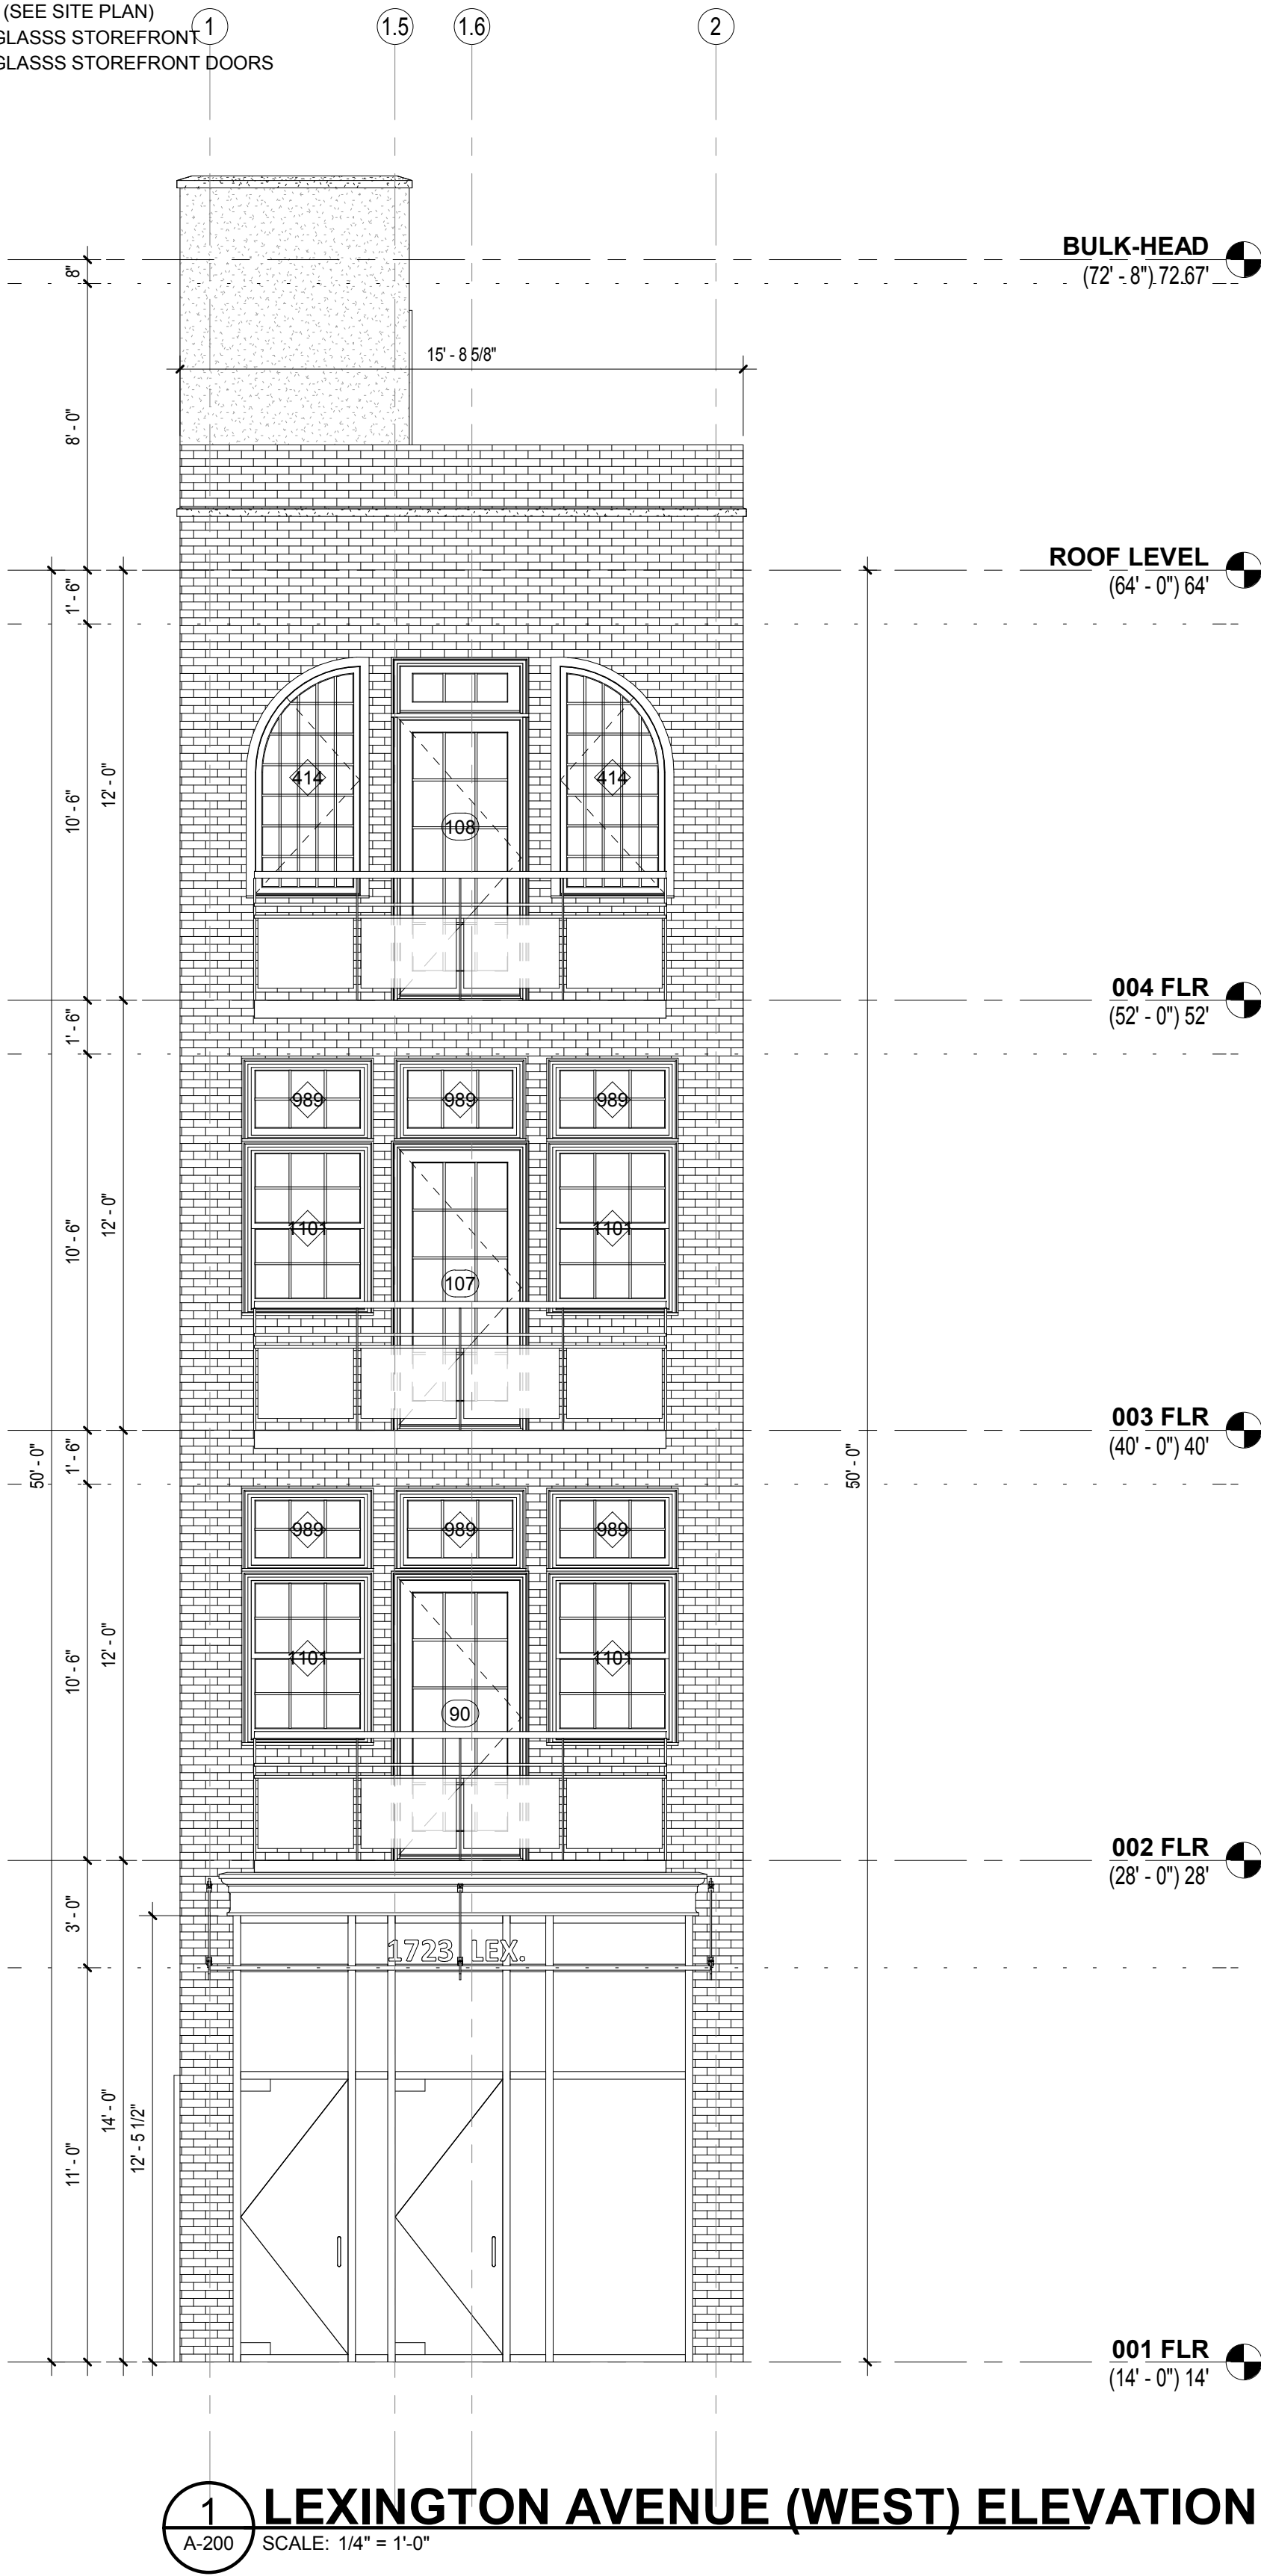 (SEE SITE PLAN)
GLASSS STOREFRONT
GLASSS STOREFRONT DOORS
1
1.5
1.6
2
BULK-HEAD
(72' - 8") 72.67'
8"
15' - 8 5/8"
8' - 0"
ROOF LEVEL
(64' - 0") 64'
1' - 6"
414
414
108
10' - 6"
12' - 0"
004 FLR
(52' - 0") 52'
1' - 6"
989
989
989
1101
1101
107
10' - 6"
12' - 0"
003 FLR
(40' - 0") 40'
1' - 6"
50' - 0"
50' - 0"
989
989
989
1101
1101
90
10' - 6"
12' - 0"
002 FLR
(28' - 0") 28'
3' - 0"
1723 LEX.
14' - 0"
12' - 5 1/2"
11' - 0"
001 FLR
(14' - 0") 14'
1
A-200
LEXINGTON AVENUE (WEST) ELEVATION
SCALE: 1/4" = 1'-0"